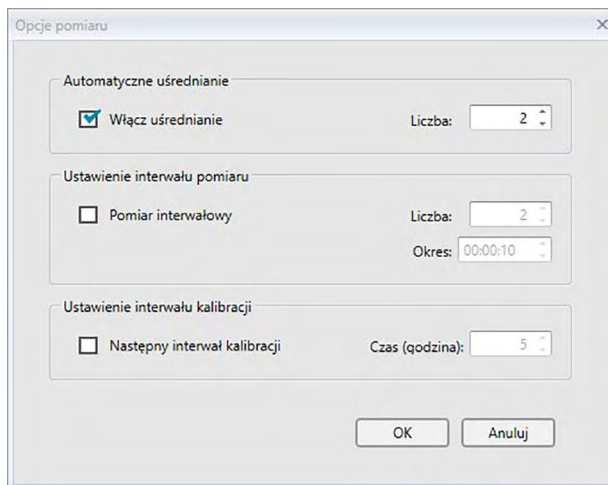 Opcje pomiaru
Automatyczne uśrednianie
Włącz uśrednianie Liczba: 2
Ustawienie interwału pomiaru
Pomiar interwałowy Liczba: 2
Okres: 00:00:10
Ustawienie interwału kalibracji
Następny interwał kalibracji Czas (godzina): 5
OK Anuluj